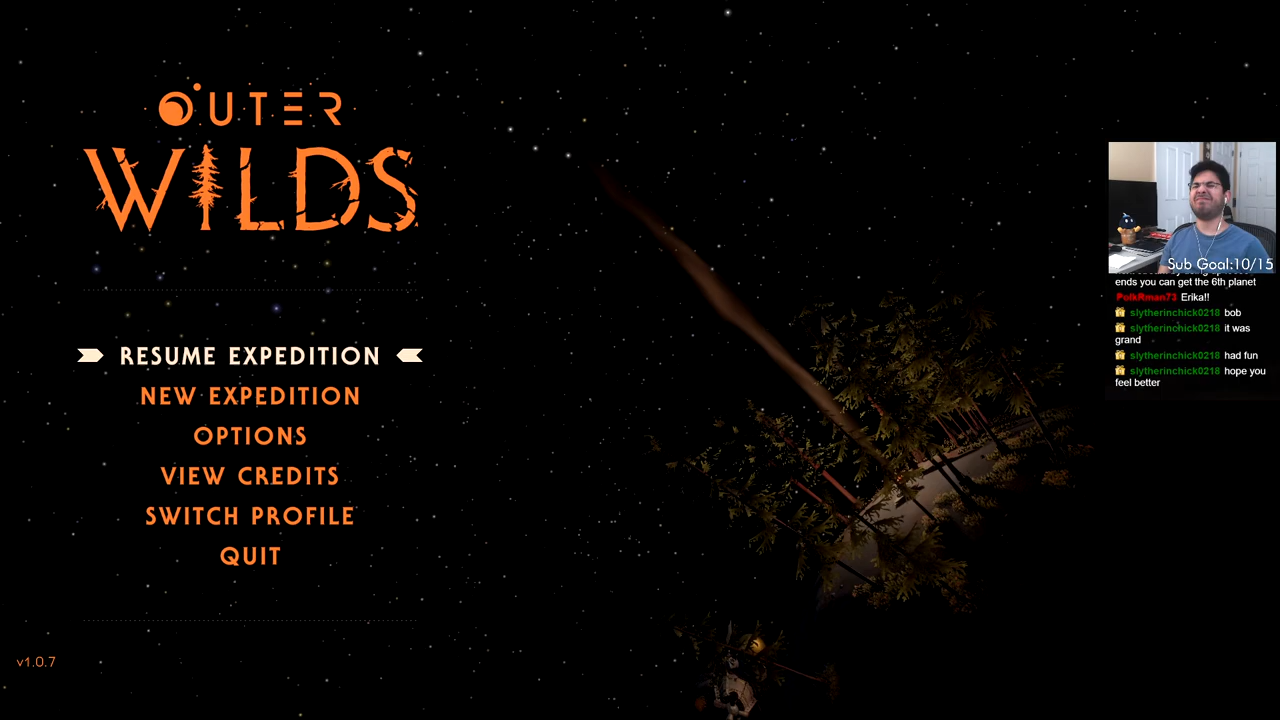 OUTER
WILDS
RESUME EXPEDITION
NEW EXPEDITION
OPTIONS
VIEW CREDITS
SWITCH PROFILE
QUIT
v1.0.7
Sub Goal:10/15
ends you can get the 6th planet
PolkRman73 Erika!!
slytherinchick0218 bob
slytherinchick0218 it was
grand
slytherinchick0218 had fun
slytherinchick0218 hope you
feel better